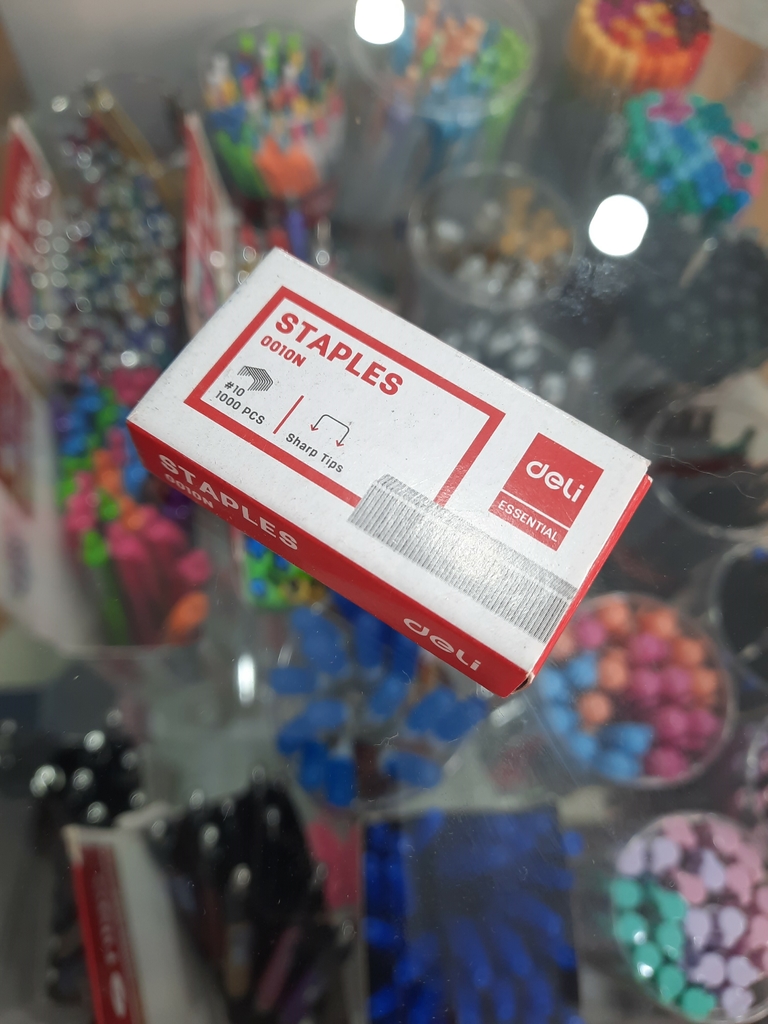 STAPLES
0010N
#10
1000 PCS
Sharp Tips
deli
ESSENTIAL
STAPLES
0010N
deli